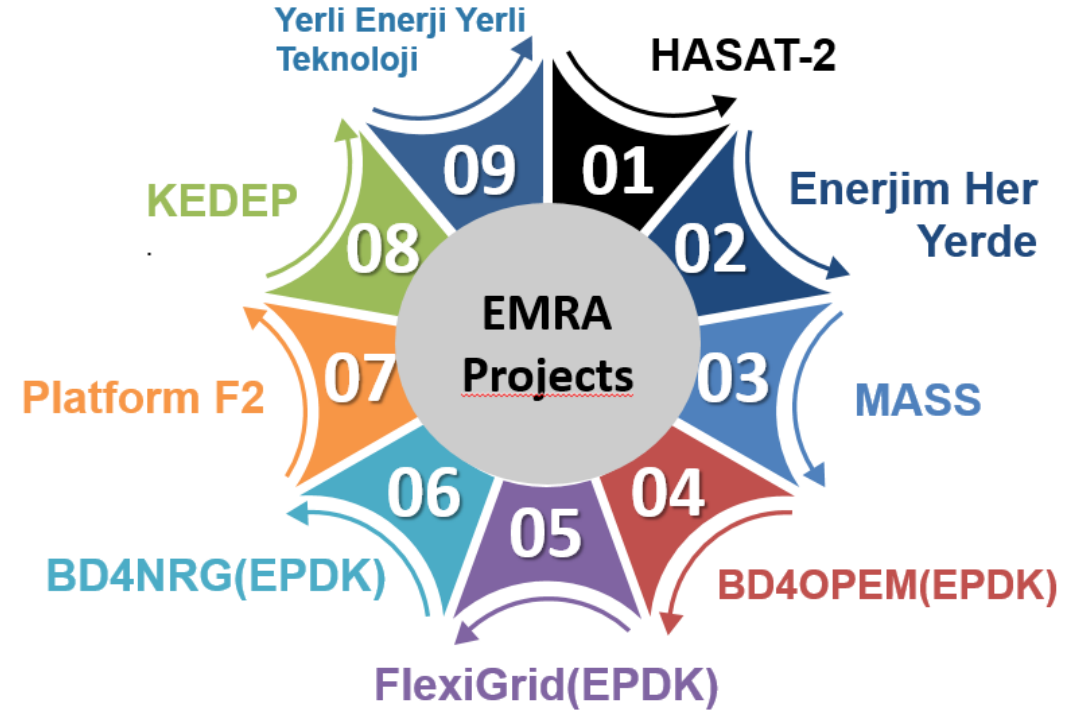 EMRA
Projects
01
HASAT-2
02
Enerjim Her
Yerde
03
MASS
04
BD4OPEM(EPDK)
05
FlexiGrid(EPDK)
06
BD4NRG(EPDK)
07
Platform F2
08
KEDEP
.
09
Yerli Enerji Yerli
Teknoloji